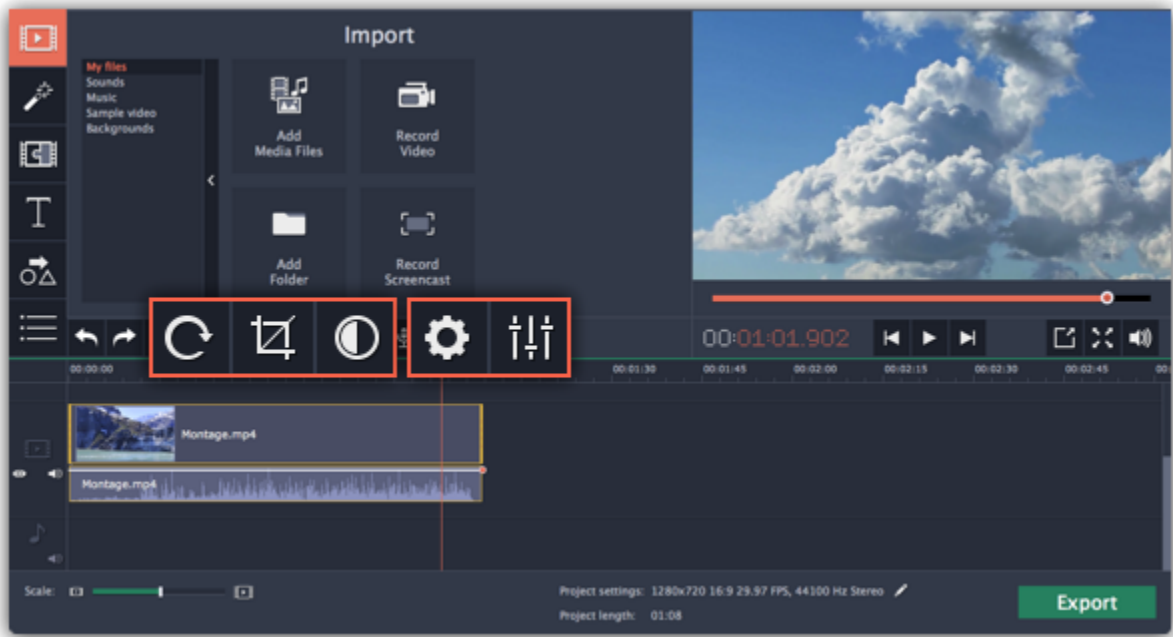 Import
My files
Sounds
Music
Sample video
Backgrounds
Add
Media Files
Record
Video
Add
Folder
Record
Screencast
T
00:01:01.902
00:00:00
00:01:30
00:01:45
00:02:00
00:02:15
00:02:30
00:02:45
00:
Montage.mp4
Montage.mp4
Scale:
Project settings: 1280x720 16:9 29.97 FPS, 44100 Hz Stereo
Project length: 01:08
Export